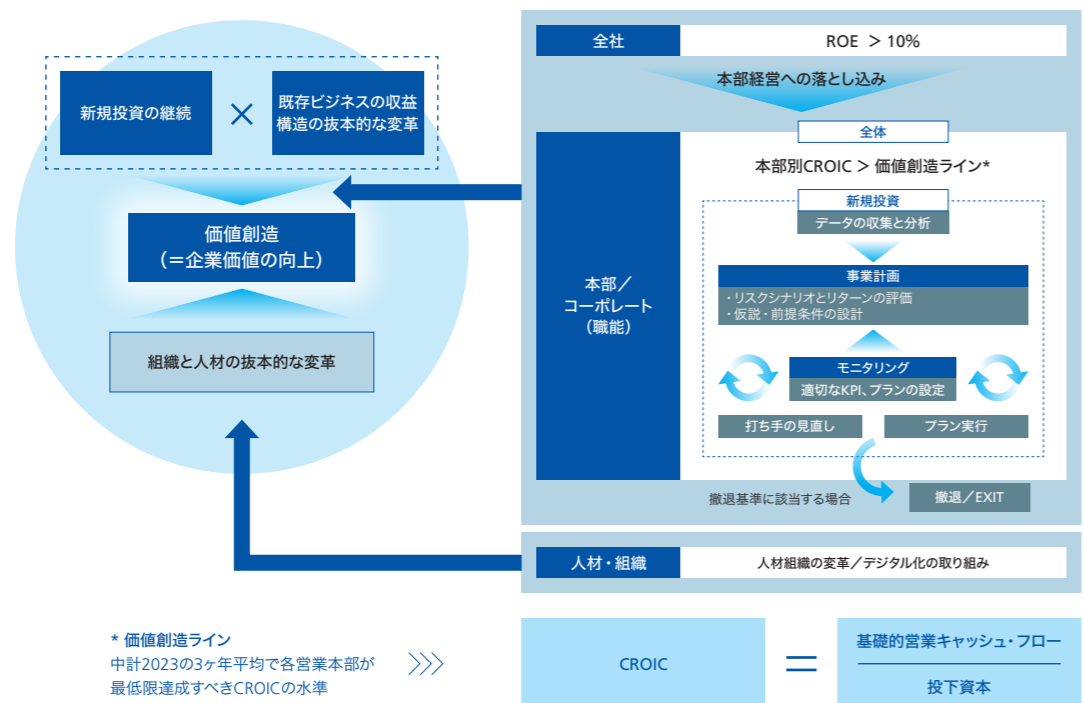 新規投資の継続
×
既存ビジネスの収益
構造の抜本的な変革
価値創造
（＝企業価値の向上）
組織と人材の抜本的な変革
全社
ROE ＞ 10%
本部経営への落とし込み
本部／
コーポレート
（職能）
全体
本部別CROIC＞価値創造ライン*
新規投資
データの収集と分析
事業計画
・リスクシナリオとリターンの評価
・仮説・前提条件の設計
モニタリング
適切なKPI、プランの設定
打ち手の見直し
プラン実行
撤退基準に該当する場合
撤退／EXIT
人材・組織
人材組織の変革／デジタル化の取り組み
* 価値創造ライン
中計2023の3ヶ年平均で各営業本部が
最低限達成すべきCROICの水準
CROIC
＝
基礎的営業キャッシュ・フロー
投下資本